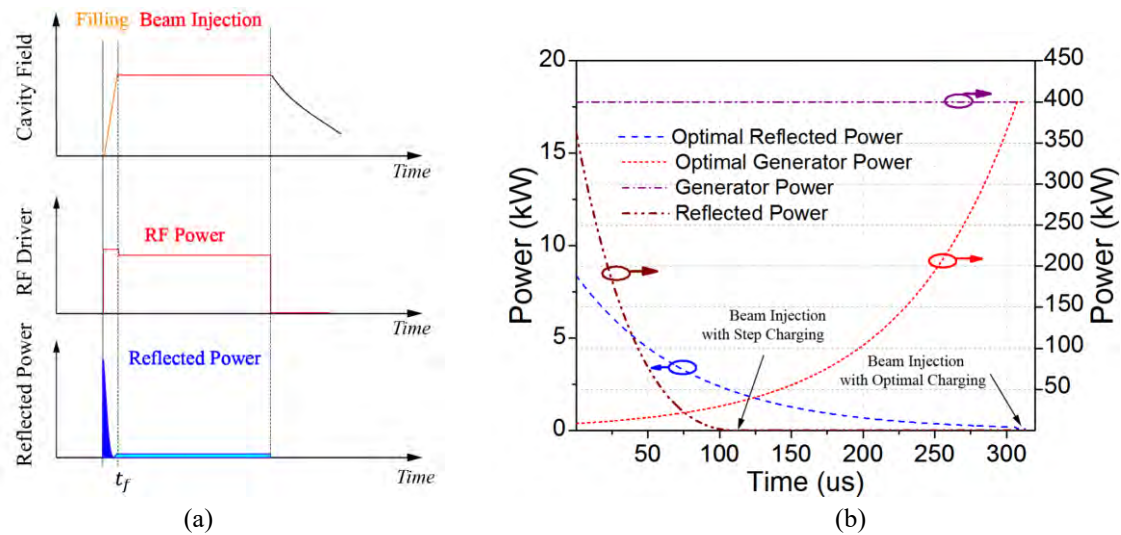 Filling
Beam Injection
Cavity Field
Time
RF Driver
RF Power
Time
Reflected Power
Reflected Power
t_f
Time
(a)
20
15
10
5
0
Power (kW)
450
400
350
300
250
200
150
100
50
Power (kW)
Optimal Reflected Power
Optimal Generator Power
Generator Power
Reflected Power
Beam Injection
with Step Charging
Beam Injection
with Optimal Charging
50 100 150 200 250 300
Time (us)
(b)